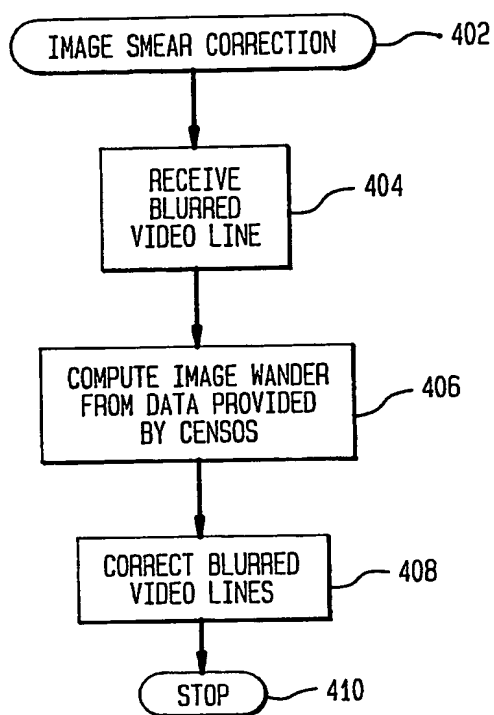 IMAGE SMEAR CORRECTION
402
RECEIVE
BLURRED
VIDEO LINE
404
COMPUTE IMAGE WANDER
FROM DATA PROVIDED
BY CENSOS
406
CORRECT BLURRED
VIDEO LINES
408
STOP
410